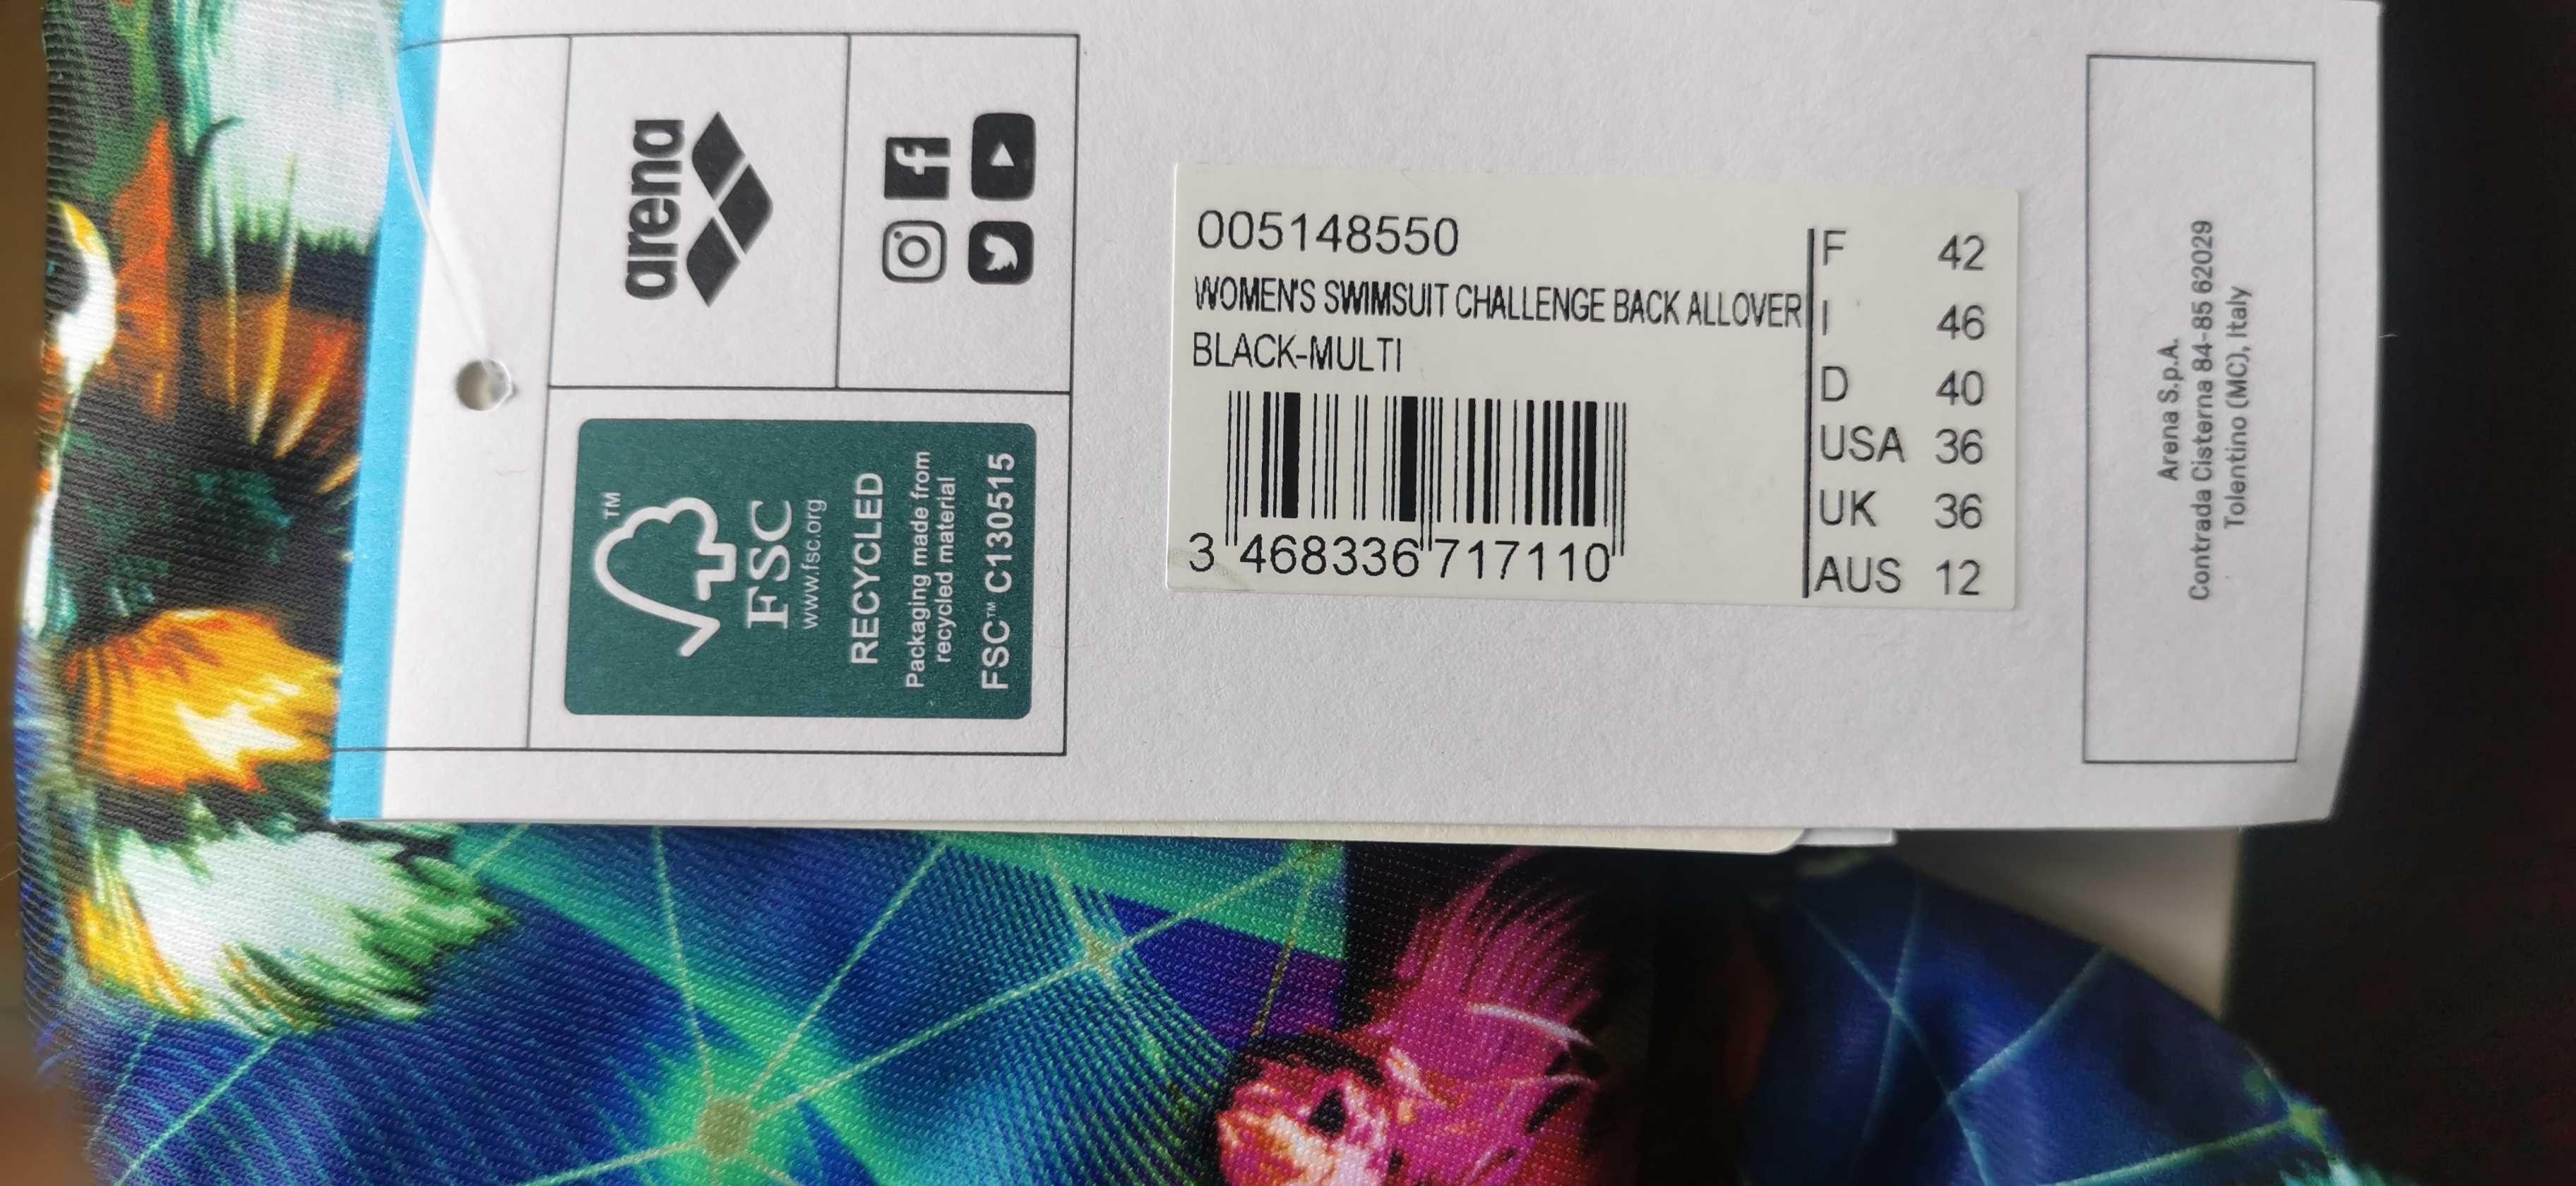 arena
TM
FSC
www.fsc.org
RECYCLED
Packaging made from
recycled material
FSC™ C130515
005148550
WOMEN'S SWIMSUIT CHALLENGE BACK ALLOVER
BLACK-MULTI
3 468336 717110
F 42
I 46
D 40
USA 36
UK 36
AUS 12
Arena S.p.A.
Contrada Cisterna 84-85 62029
Tolentino (MC), Italy